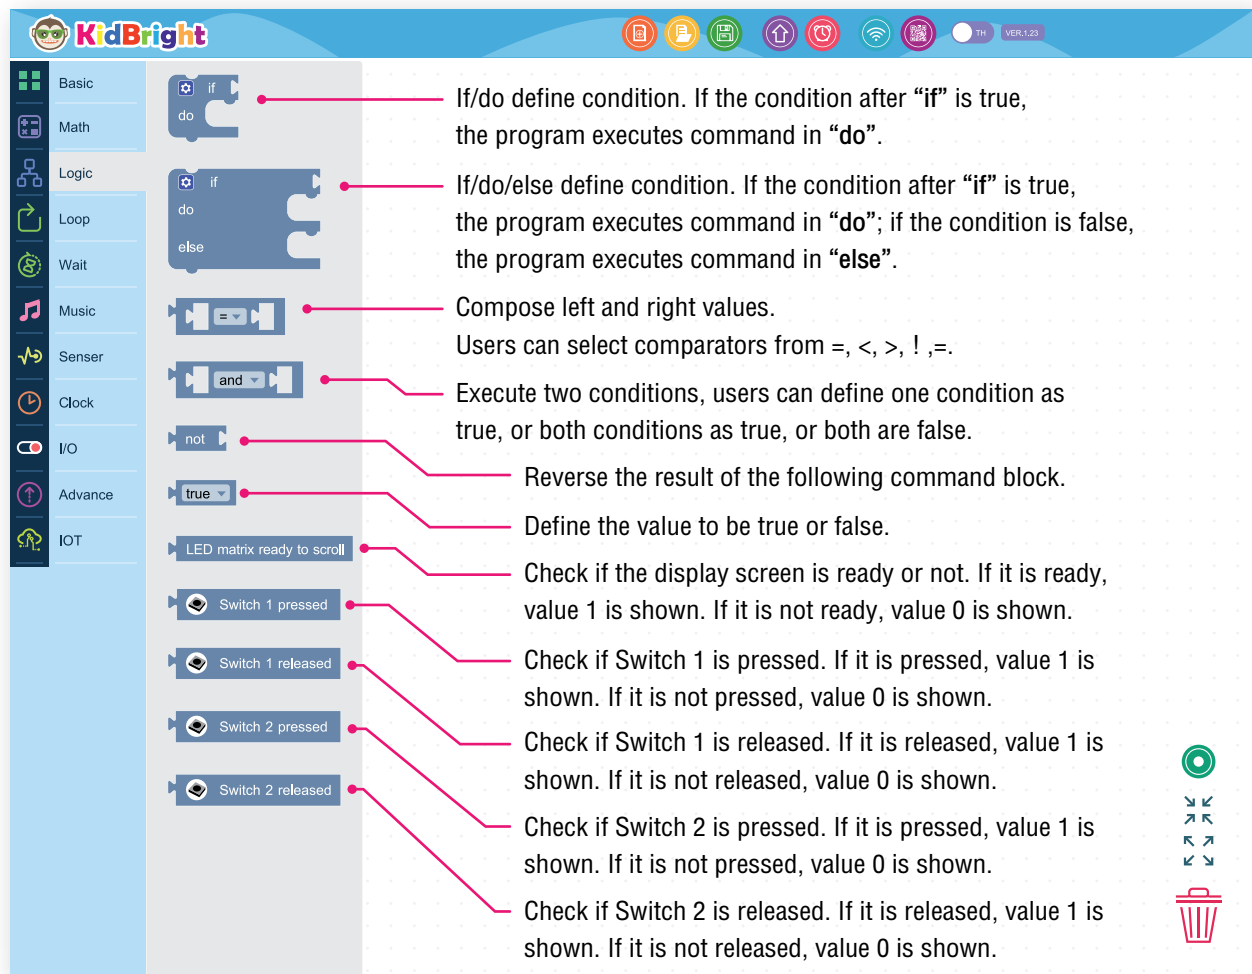 KidBright
TH
VER.1.23
Basic
Math
Logic
Loop
Wait
Music
Senser
Clock
I/O
Advance
IOT
if
do
If/do define condition. If the condition after “if” is true,
the program executes command in “do”.
if
do
else
If/do/else define condition. If the condition after “if” is true,
the program executes command in “do”; if the condition is false,
the program executes command in “else”.
=
Compose left and right values.
Users can select comparators from =, <, >, ! ,=.
and
Execute two conditions, users can define one condition as
true, or both conditions as true, or both are false.
not
Reverse the result of the following command block.
true
Define the value to be true or false.
LED matrix ready to scroll
Check if the display screen is ready or not. If it is ready,
value 1 is shown. If it is not ready, value 0 is shown.
Switch 1 pressed
Check if Switch 1 is pressed. If it is pressed, value 1 is
shown. If it is not pressed, value 0 is shown.
Switch 1 released
Check if Switch 1 is released. If it is released, value 1 is
shown. If it is not released, value 0 is shown.
Switch 2 pressed
Check if Switch 2 is pressed. If it is pressed, value 1 is
shown. If it is not pressed, value 0 is shown.
Switch 2 released
Check if Switch 2 is released. If it is released, value 1 is
shown. If it is not released, value 0 is shown.